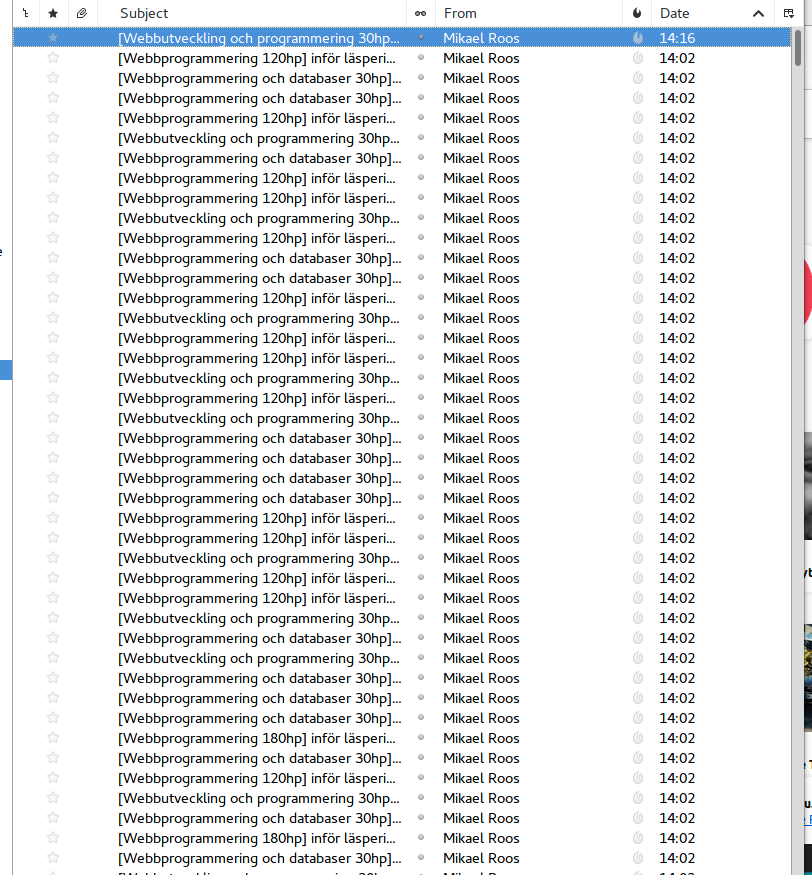 Subject From Date
[Webbutveckling och programmering 30hp... Mikael Roos 14:16
[Webbprogrammering 120hp] inför läsperi... Mikael Roos 14:02
[Webbprogrammering och databaser 30hp]... Mikael Roos 14:02
[Webbprogrammering och databaser 30hp]... Mikael Roos 14:02
[Webbprogrammering 120hp] inför läsperi... Mikael Roos 14:02
[Webbutveckling och programmering 30hp... Mikael Roos 14:02
[Webbprogrammering och databaser 30hp]... Mikael Roos 14:02
[Webbprogrammering 120hp] inför läsperi... Mikael Roos 14:02
[Webbprogrammering 120hp] inför läsperi... Mikael Roos 14:02
[Webbutveckling och programmering 30hp... Mikael Roos 14:02
[Webbprogrammering 120hp] inför läsperi... Mikael Roos 14:02
[Webbprogrammering och databaser 30hp]... Mikael Roos 14:02
[Webbprogrammering och databaser 30hp]... Mikael Roos 14:02
[Webbprogrammering 120hp] inför läsperi... Mikael Roos 14:02
[Webbutveckling och programmering 30hp... Mikael Roos 14:02
[Webbprogrammering 120hp] inför läsperi... Mikael Roos 14:02
[Webbprogrammering 120hp] inför läsperi... Mikael Roos 14:02
[Webbutveckling och programmering 30hp... Mikael Roos 14:02
[Webbprogrammering 120hp] inför läsperi... Mikael Roos 14:02
[Webbutveckling och programmering 30hp... Mikael Roos 14:02
[Webbprogrammering och databaser 30hp]... Mikael Roos 14:02
[Webbprogrammering och databaser 30hp]... Mikael Roos 14:02
[Webbprogrammering och databaser 30hp]... Mikael Roos 14:02
[Webbprogrammering och databaser 30hp]... Mikael Roos 14:02
[Webbprogrammering 120hp] inför läsperi... Mikael Roos 14:02
[Webbprogrammering 120hp] inför läsperi... Mikael Roos 14:02
[Webbutveckling och programmering 30hp... Mikael Roos 14:02
[Webbprogrammering 120hp] inför läsperi... Mikael Roos 14:02
[Webbprogrammering 120hp] inför läsperi... Mikael Roos 14:02
[Webbutveckling och programmering 30hp... Mikael Roos 14:02
[Webbprogrammering och databaser 30hp]... Mikael Roos 14:02
[Webbutveckling och programmering 30hp... Mikael Roos 14:02
[Webbprogrammering och databaser 30hp]... Mikael Roos 14:02
[Webbprogrammering och databaser 30hp]... Mikael Roos 14:02
[Webbprogrammering och databaser 30hp]... Mikael Roos 14:02
[Webbprogrammering 180hp] inför läsperi... Mikael Roos 14:02
[Webbprogrammering och databaser 30hp]... Mikael Roos 14:02
[Webbprogrammering 120hp] inför läsperi... Mikael Roos 14:02
[Webbutveckling och programmering 30hp... Mikael Roos 14:02
[Webbprogrammering och databaser 30hp]... Mikael Roos 14:02
[Webbprogrammering 180hp] inför läsperi... Mikael Roos 14:02
[Webbprogrammering och databaser 30hp]... Mikael Roos 14:02